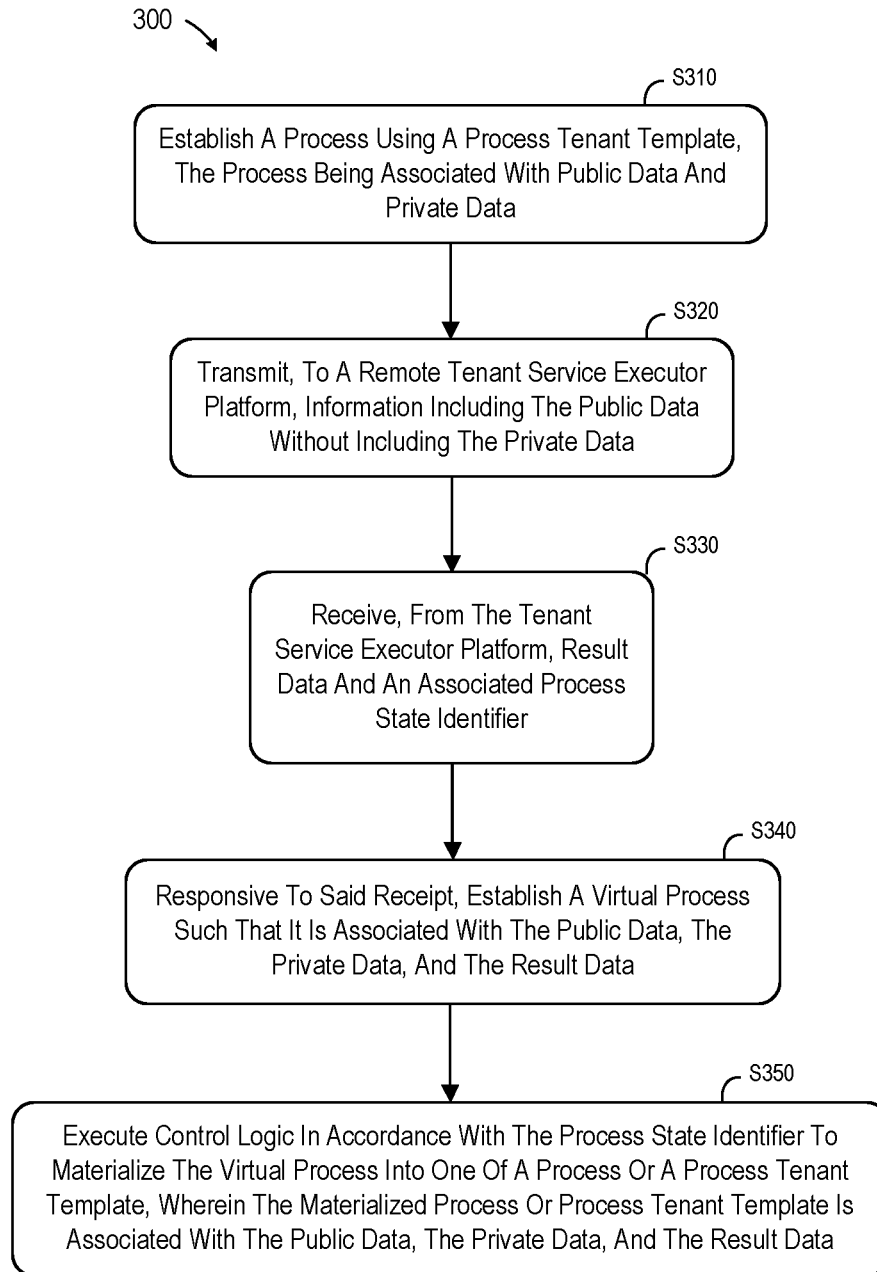 300
S310
Establish A Process Using A Process Tenant Template,
The Process Being Associated With Public Data And
Private Data
S320
Transmit, To A Remote Tenant Service Executor
Platform, Information Including The Public Data
Without Including The Private Data
S330
Receive, From The Tenant
Service Executor Platform, Result
Data And An Associated Process
State Identifier
S340
Responsive To Said Receipt, Establish A Virtual Process
Such That It Is Associated With The Public Data, The
Private Data, And The Result Data
S350
Execute Control Logic In Accordance With The Process State Identifier To
Materialize The Virtual Process Into One Of A Process Or A Process Tenant
Template, Wherein The Materialized Process Or Process Tenant Template Is
Associated With The Public Data, The Private Data, And The Result Data